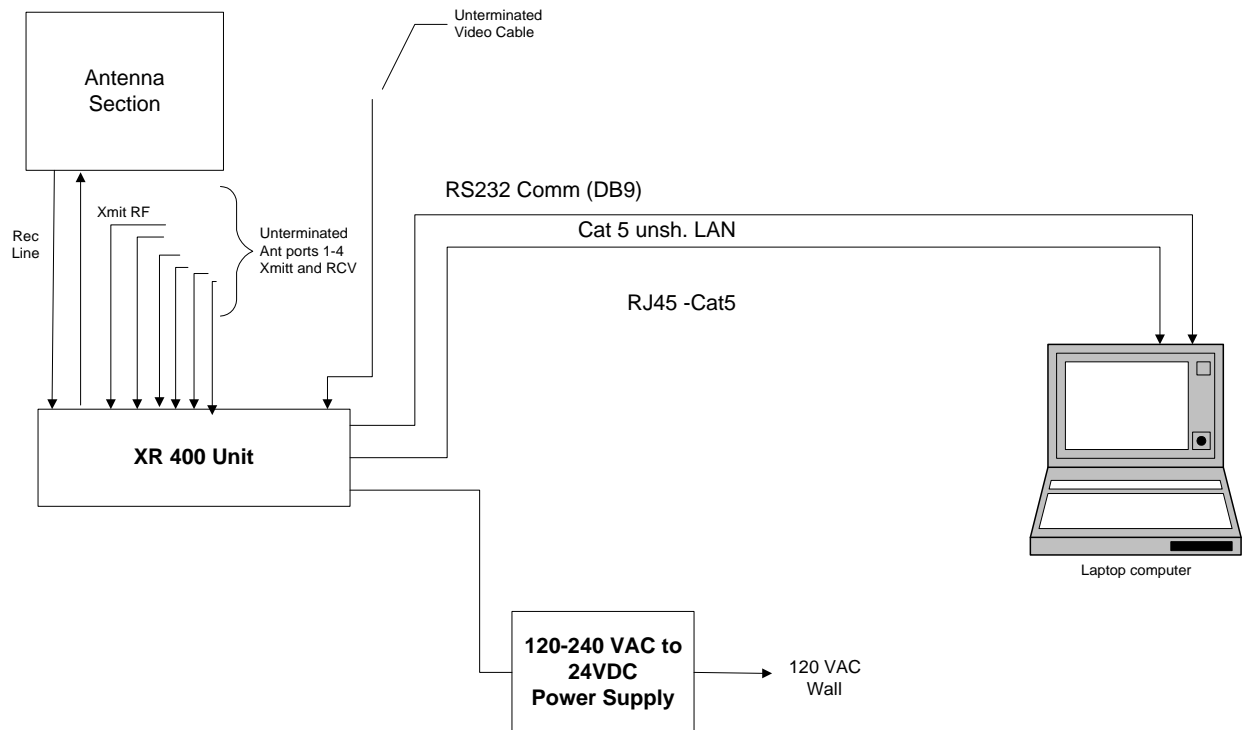 Unterminated
Video Cable
Antenna
Section
RS232 Comm (DB9)
Xmit RF
Cat 5 unsh. LAN
Rec
Line
Unterminated
Ant ports 1-4
Xmitt and RCV
RJ45 -Cat5
XR 400 Unit
Laptop computer
120-240 VAC to
24VDC
Power Supply
120 VAC
Wall